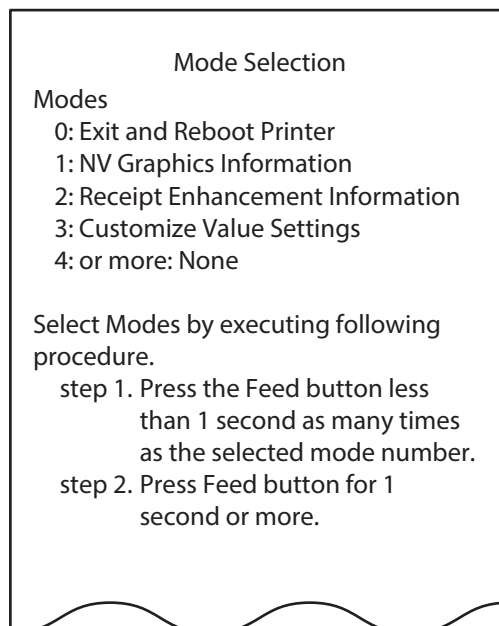 Mode Selection
Modes
0: Exit and Reboot Printer
1: NV Graphics Information
2: Receipt Enhancement Information
3: Customize Value Settings
4: or more: None
Select Modes by executing following
procedure.
step 1. Press the Feed button less
than 1 second as many times
as the selected mode number.
step 2. Press Feed button for 1
second or more.